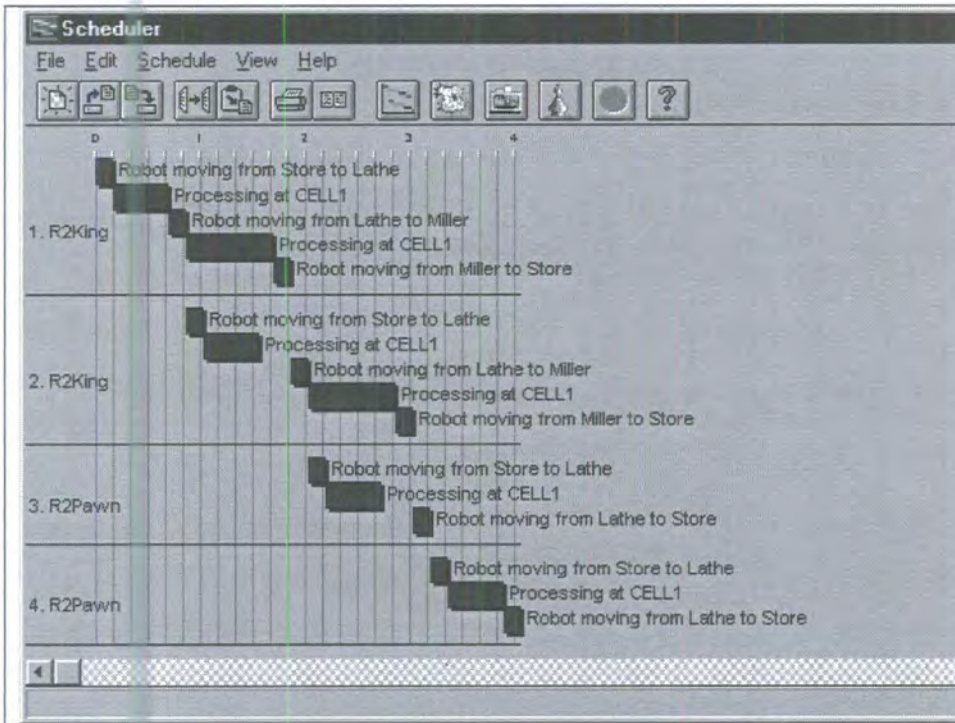 Scheduler
File Edit Schedule View Help
0 1 2 3 4
Robot moving from Store to Lathe
Processing at CELL1
Robot moving from Lathe to Miller
1. R2King
Processing at CELL1
Robot moving from Miller to Store
Robot moving from Store to Lathe
Processing at CELL1
Robot moving from Lathe to Miller
2. R2King
Processing at CELL1
Robot moving from Miller to Store
Robot moving from Store to Lathe
Processing at CELL1
3. R2Pawn
Robot moving from Lathe to Store
Robot moving from Store to Lathe
Processing at CELL1
4. R2Pawn
Robot moving from Lathe to Store